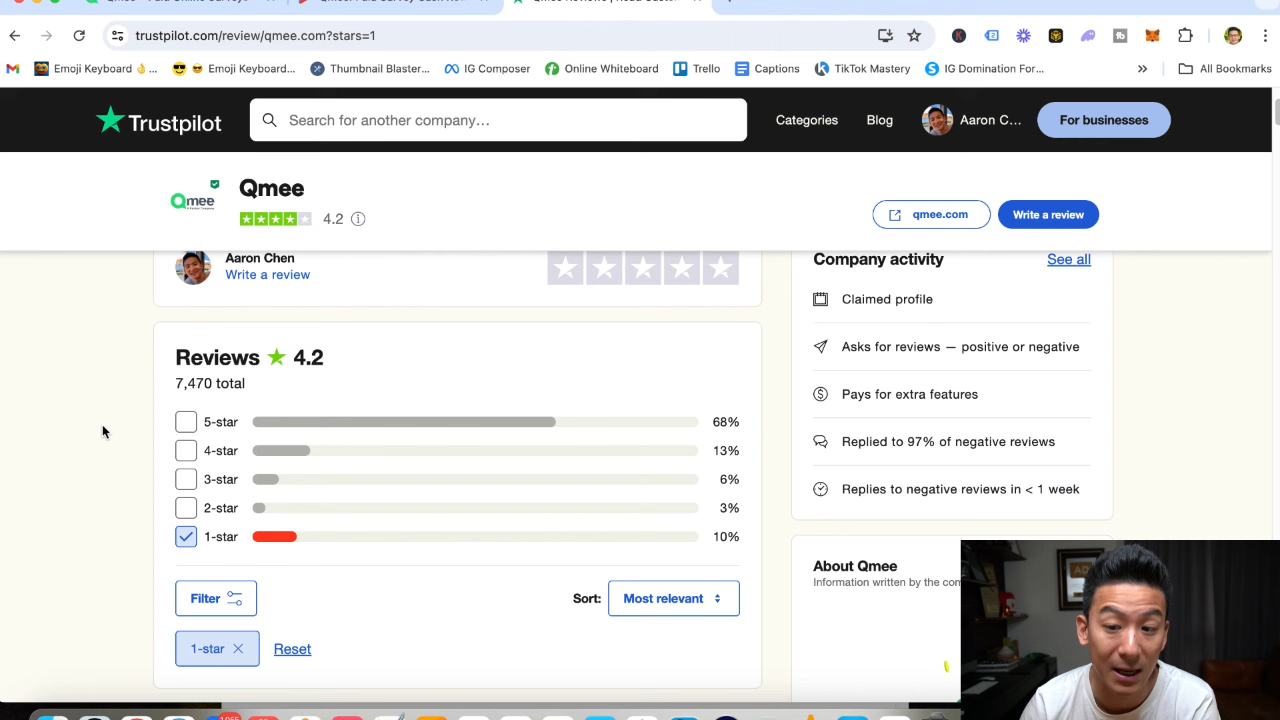 trustpilot.com/review/qmee.com?stars=1
Emoji Keyboard 👌 ...
😎 Emoji Keyboard...
Thumbnail Blaster...
IG Composer
Online Whiteboard
Trello
Captions
TikTok Mastery
IG Domination For...
»
All Bookmarks
Trustpilot
Search for another company…
Categories
Blog
Aaron C...
For businesses
Qmee
Qmee
4.2
qmee.com
Write a review
Aaron Chen
Write a review
Company activity
See all
Claimed profile
Asks for reviews — positive or negative
Pays for extra features
Replied to 97% of negative reviews
Replies to negative reviews in < 1 week
Reviews ★ 4.2
7,470 total
5-star 68%
4-star 13%
3-star 6%
2-star 3%
1-star 10%
Filter
Sort: Most relevant
1-star ×
Reset
About Qmee
Information written by the com